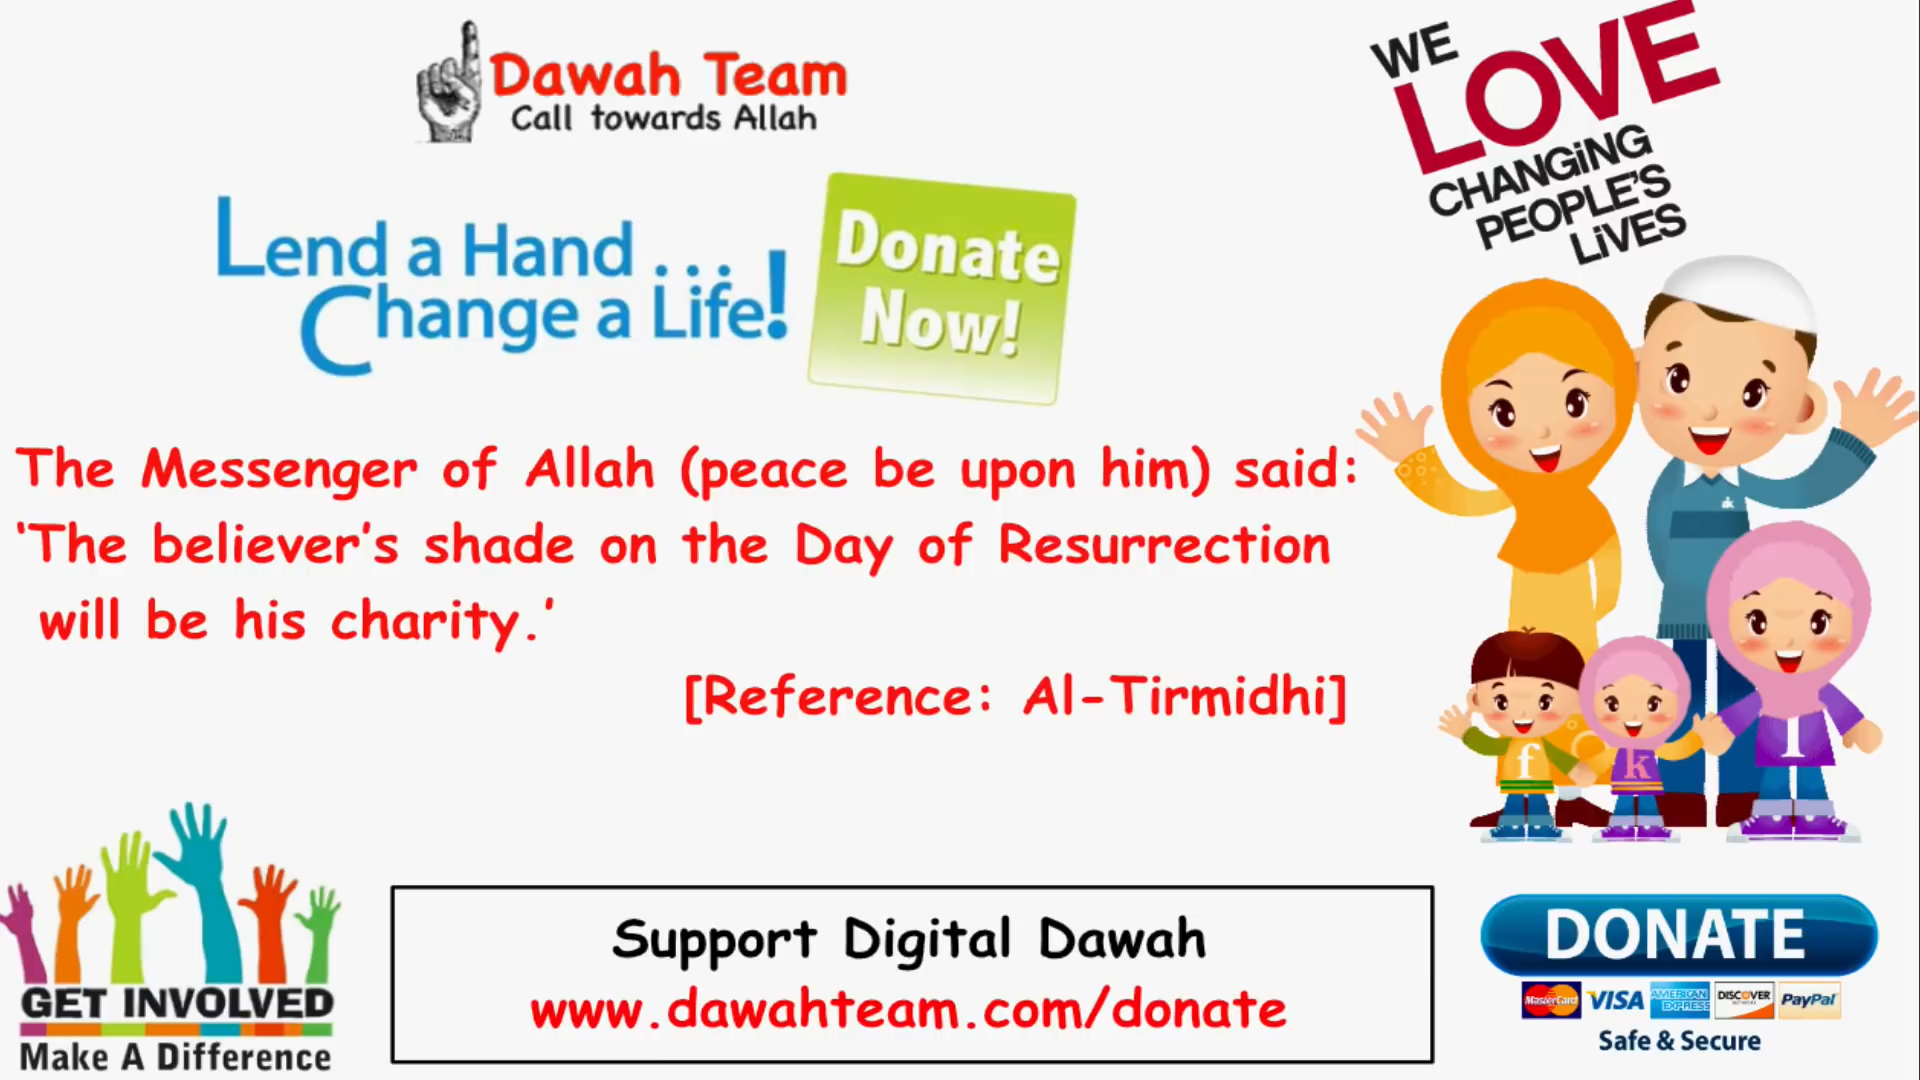 Dawah Team
Call towards Allah
WE
LOVE
CHANGiNG
PEOPLE'S
LiVES
Lend a Hand . . .
Change a Life!
Donate
Now!
The Messenger of Allah (peace be upon him) said:
‘The believer’s shade on the Day of Resurrection
will be his charity.’
[Reference: Al-Tirmidhi]
f
k
l
GET INVOLVED
Make A Difference
Support Digital Dawah
www.dawahteam.com/donate
DONATE
MasterCard VISA AMERICAN EXPRESS DISCOVER PayPal
Safe & Secure